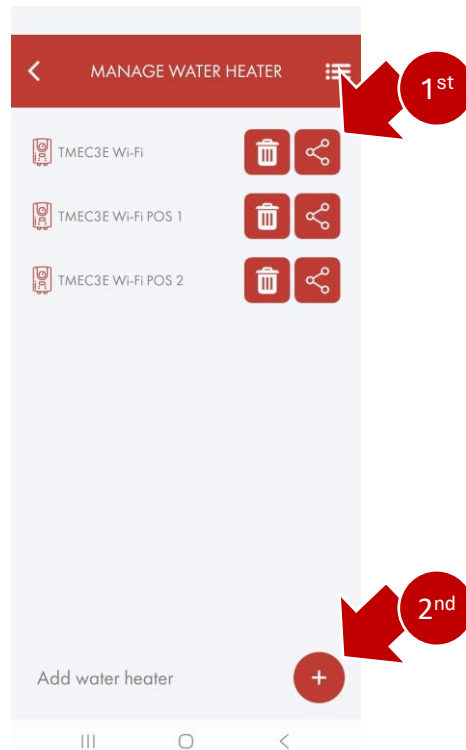 MANAGE WATER HEATER
1st
TMEC3E Wi-Fi
TMEC3E Wi-Fi POS 1
TMEC3E Wi-Fi POS 2
2nd
Add water heater